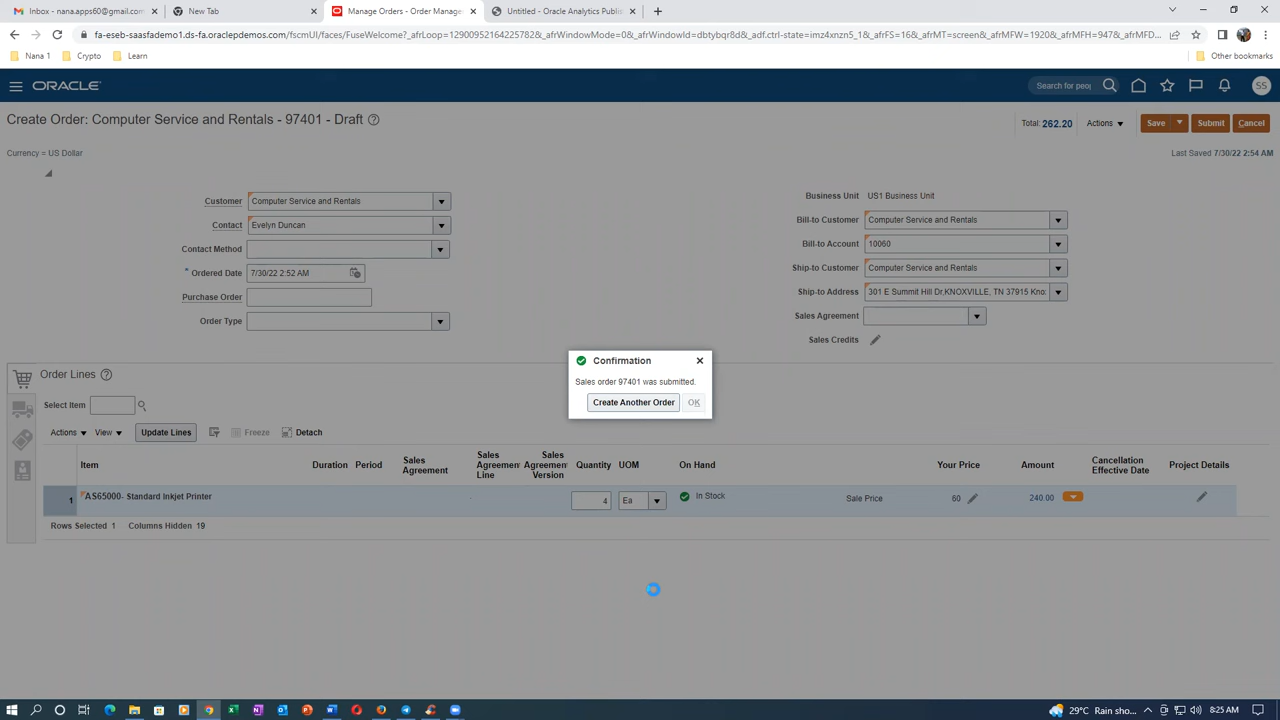 Inbox - nana.apps60@gmail.com
New Tab
Manage Orders - Order Manage
Untitled - Oracle Analytics Publis
fa-eseb-saasfademo1.ds-fa.oraclepdemos.com/fscmUI/faces/FuseWelcome?_afrLoop=12900952164225782&_afrWindowMode=0&_afrWindowId=dbtybqr8d&_adf.ctrl-state=imz4xnzn5_1&_afrFS=16&_afrMT=screen&_afrMFW=1920&_afrMFH=947&_afrMFD...
Nana 1
Crypto
Learn
Other bookmarks
ORACLE
Search for peop
SS
Create Order: Computer Service and Rentals - 97401 - Draft
Total: 262.20
Actions
Save
Submit
Cancel
Currency = US Dollar
Last Saved 7/30/22 2:54 AM
Customer Computer Service and Rentals
Contact Evelyn Duncan
Contact Method
* Ordered Date 7/30/22 2:52 AM
Purchase Order
Order Type
Business Unit US1 Business Unit
Bill-to Customer Computer Service and Rentals
Bill-to Account 10060
Ship-to Customer Computer Service and Rentals
Ship-to Address 301 E Summit Hill Dr,KNOXVILLE, TN 37915 Kno:
Sales Agreement
Sales Credits
Confirmation
Sales order 97401 was submitted.
Create Another Order
OK
Order Lines
Select Item
Actions View Update Lines Freeze Detach
Item Duration Period Sales Agreement Sales Agreement Line Sales Agreement Version Quantity UOM On Hand Your Price Amount Cancellation Effective Date Project Details
1 AS65000- Standard Inkjet Printer - 4 Ea In Stock Sale Price 60 240.00
Rows Selected 1 Columns Hidden 19
29°C Rain sho... 8:25 AM